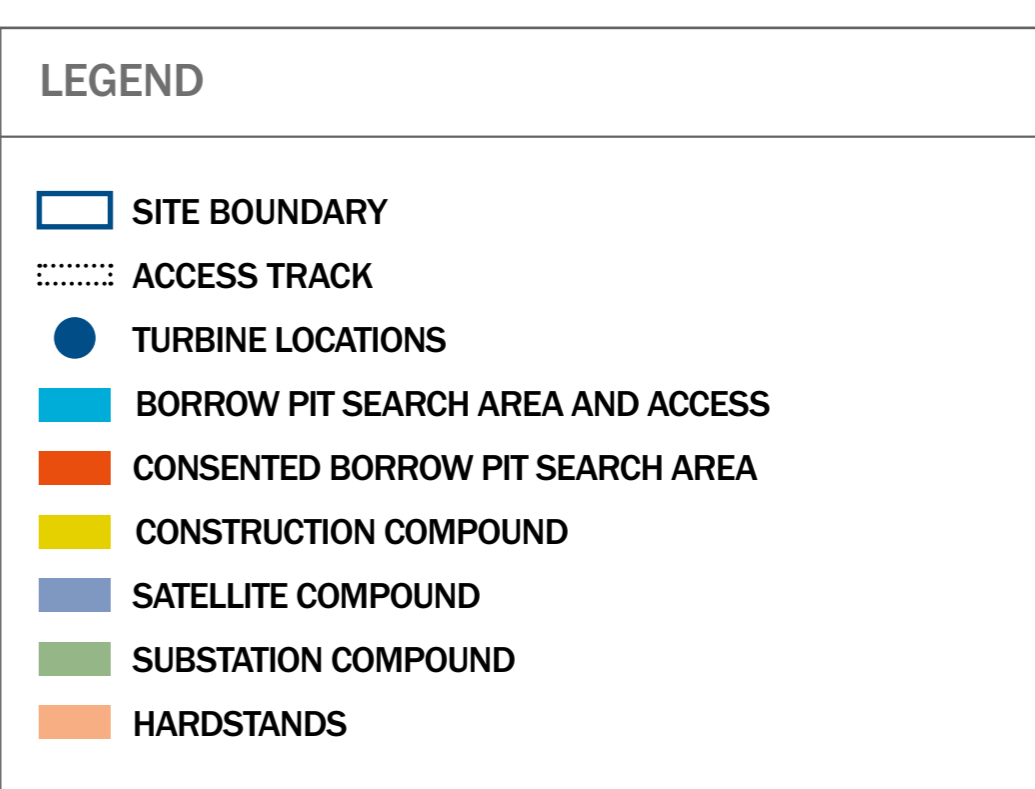 LEGEND
SITE BOUNDARY
ACCESS TRACK
TURBINE LOCATIONS
BORROW PIT SEARCH AREA AND ACCESS
CONSENTED BORROW PIT SEARCH AREA
CONSTRUCTION COMPOUND
SATELLITE COMPOUND
SUBSTATION COMPOUND
HARDSTANDS